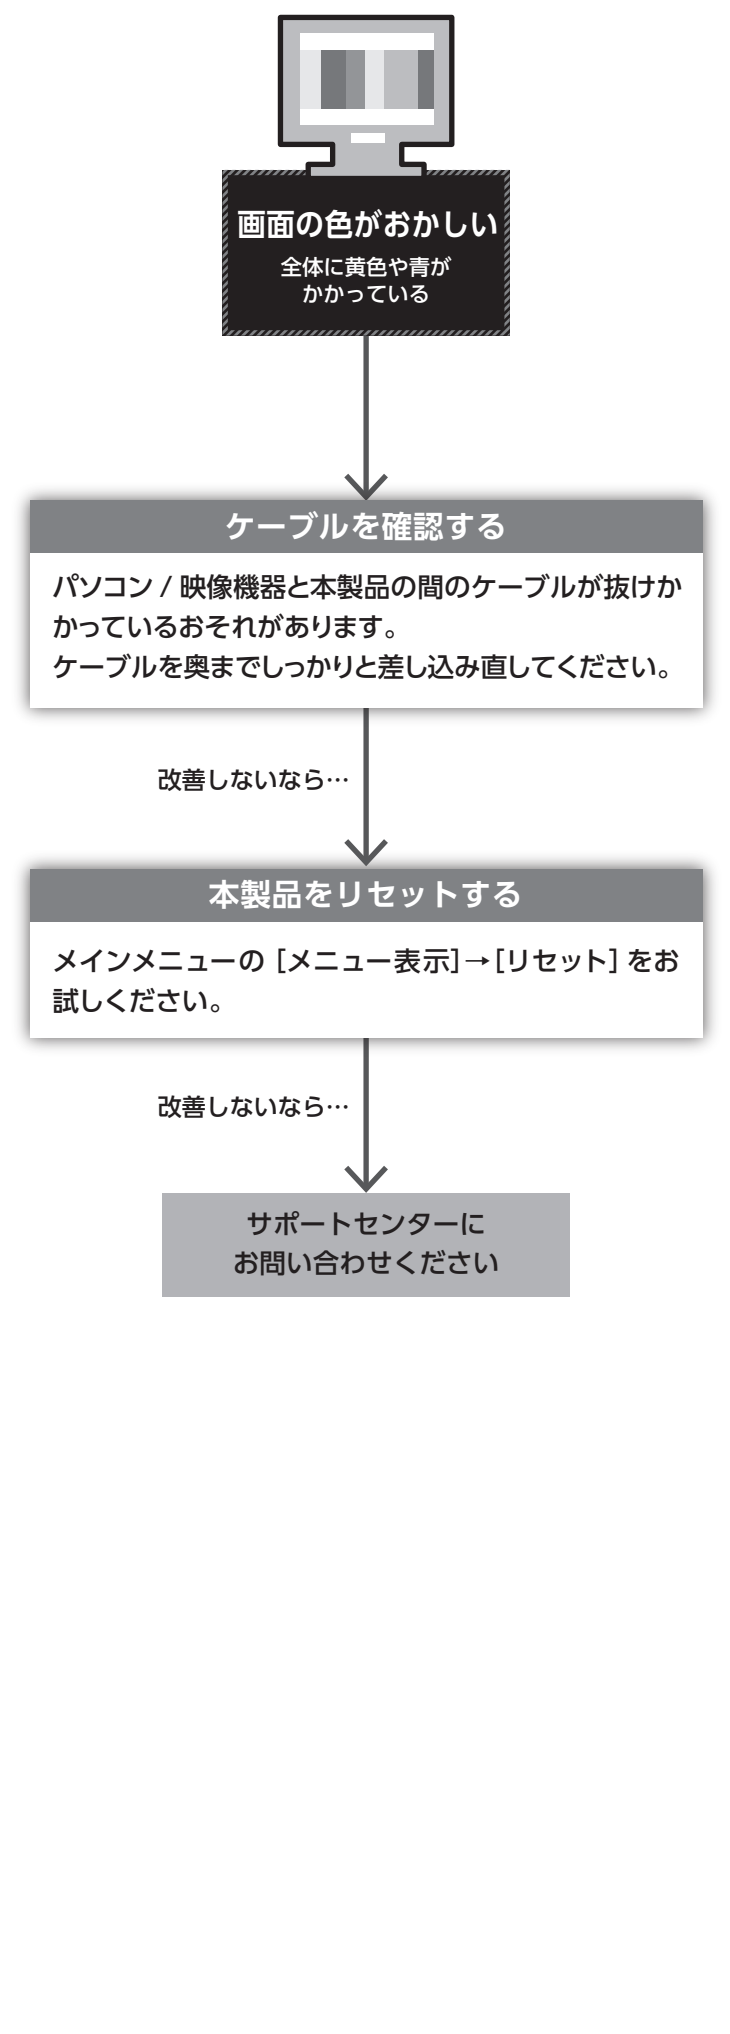 画面の色がおかしい
全体に黄色や青が
かかっている
ケーブルを確認する
パソコン / 映像機器と本製品の間のケーブルが抜けか
かっているおそれがあります。
ケーブルを奥までしっかりと差し込み直してください。
改善しないなら…
本製品をリセットする
メインメニューの [メニュー表示]→[リセット] をお
試しください。
改善しないなら…
サポートセンターに
お問い合わせください